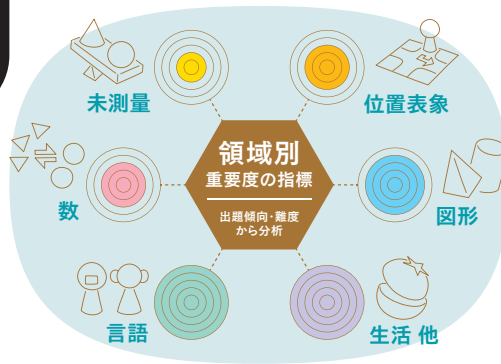 未測量
位置表象
領域別
重要度の指標
出題傾向・難度
から分析
数
図形
言語
生活 他